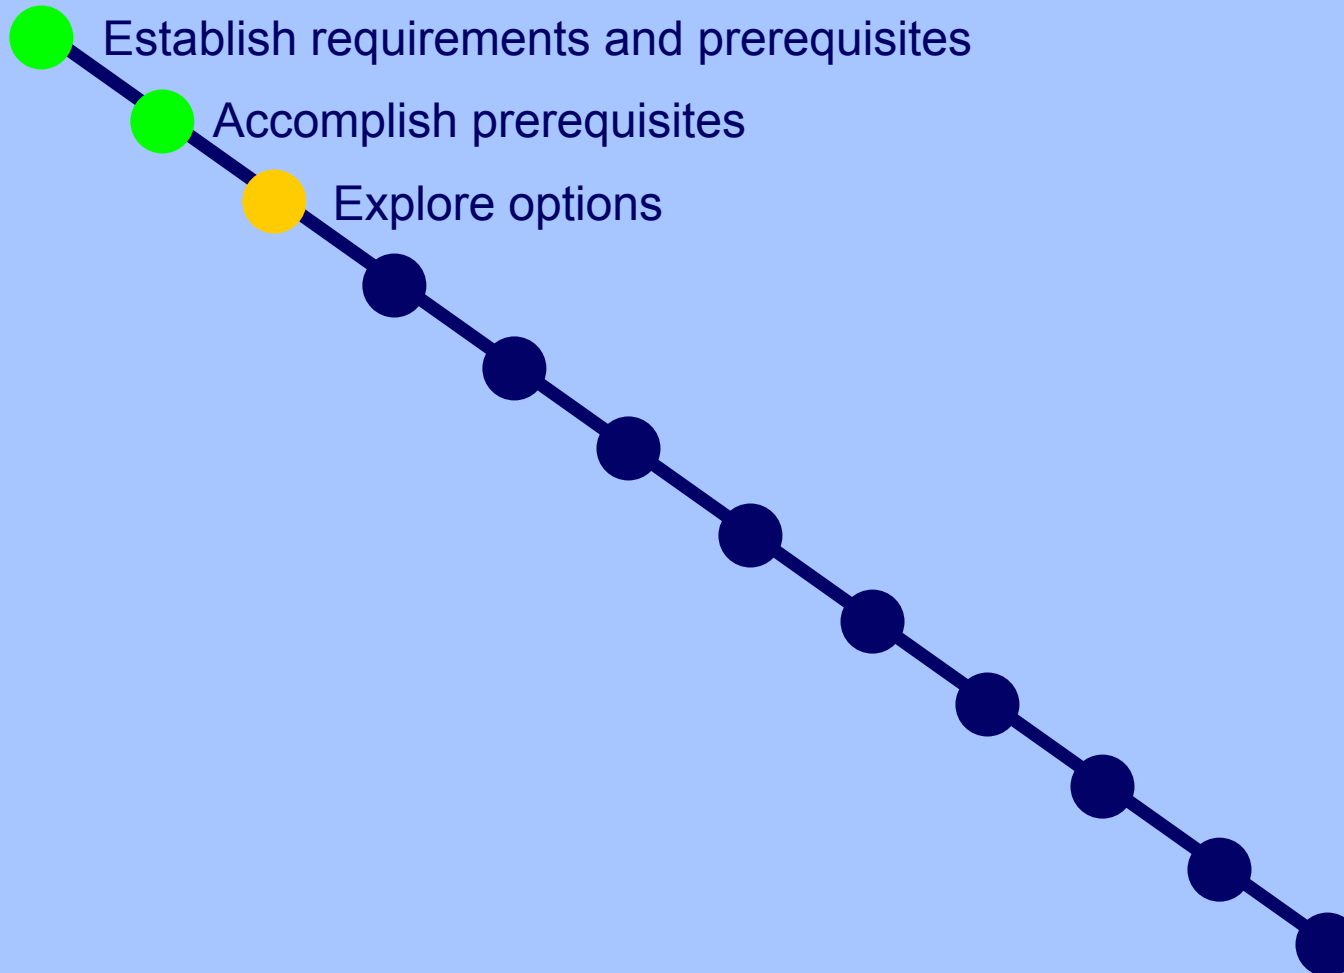 Establish requirements and prerequisites
Accomplish prerequisites
Explore options